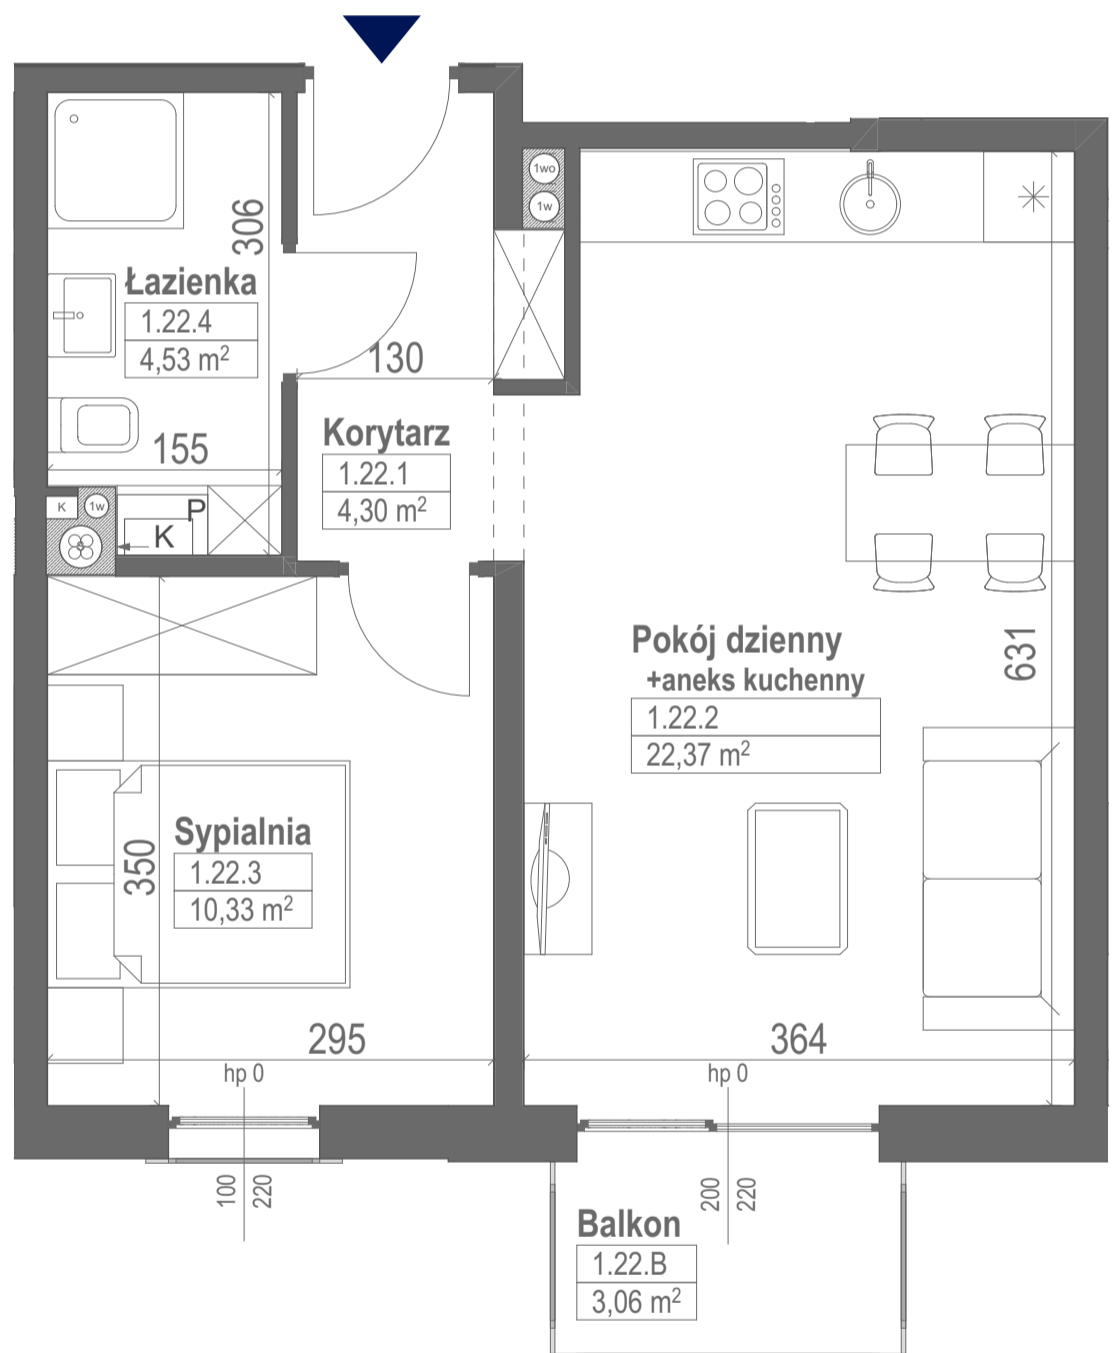 1wo
1w
306
Łazienka
1.22.4
4,53 m²
130
Korytarz
1.22.1
4,30 m²
155
K
1w
P
K
Pokój dzienny
+aneks kuchenny
1.22.2
22,37 m²
631
Sypialnia
1.22.3
10,33 m²
350
295
364
hp 0
hp 0
100
220
200
220
Balkon
1.22.B
3,06 m²